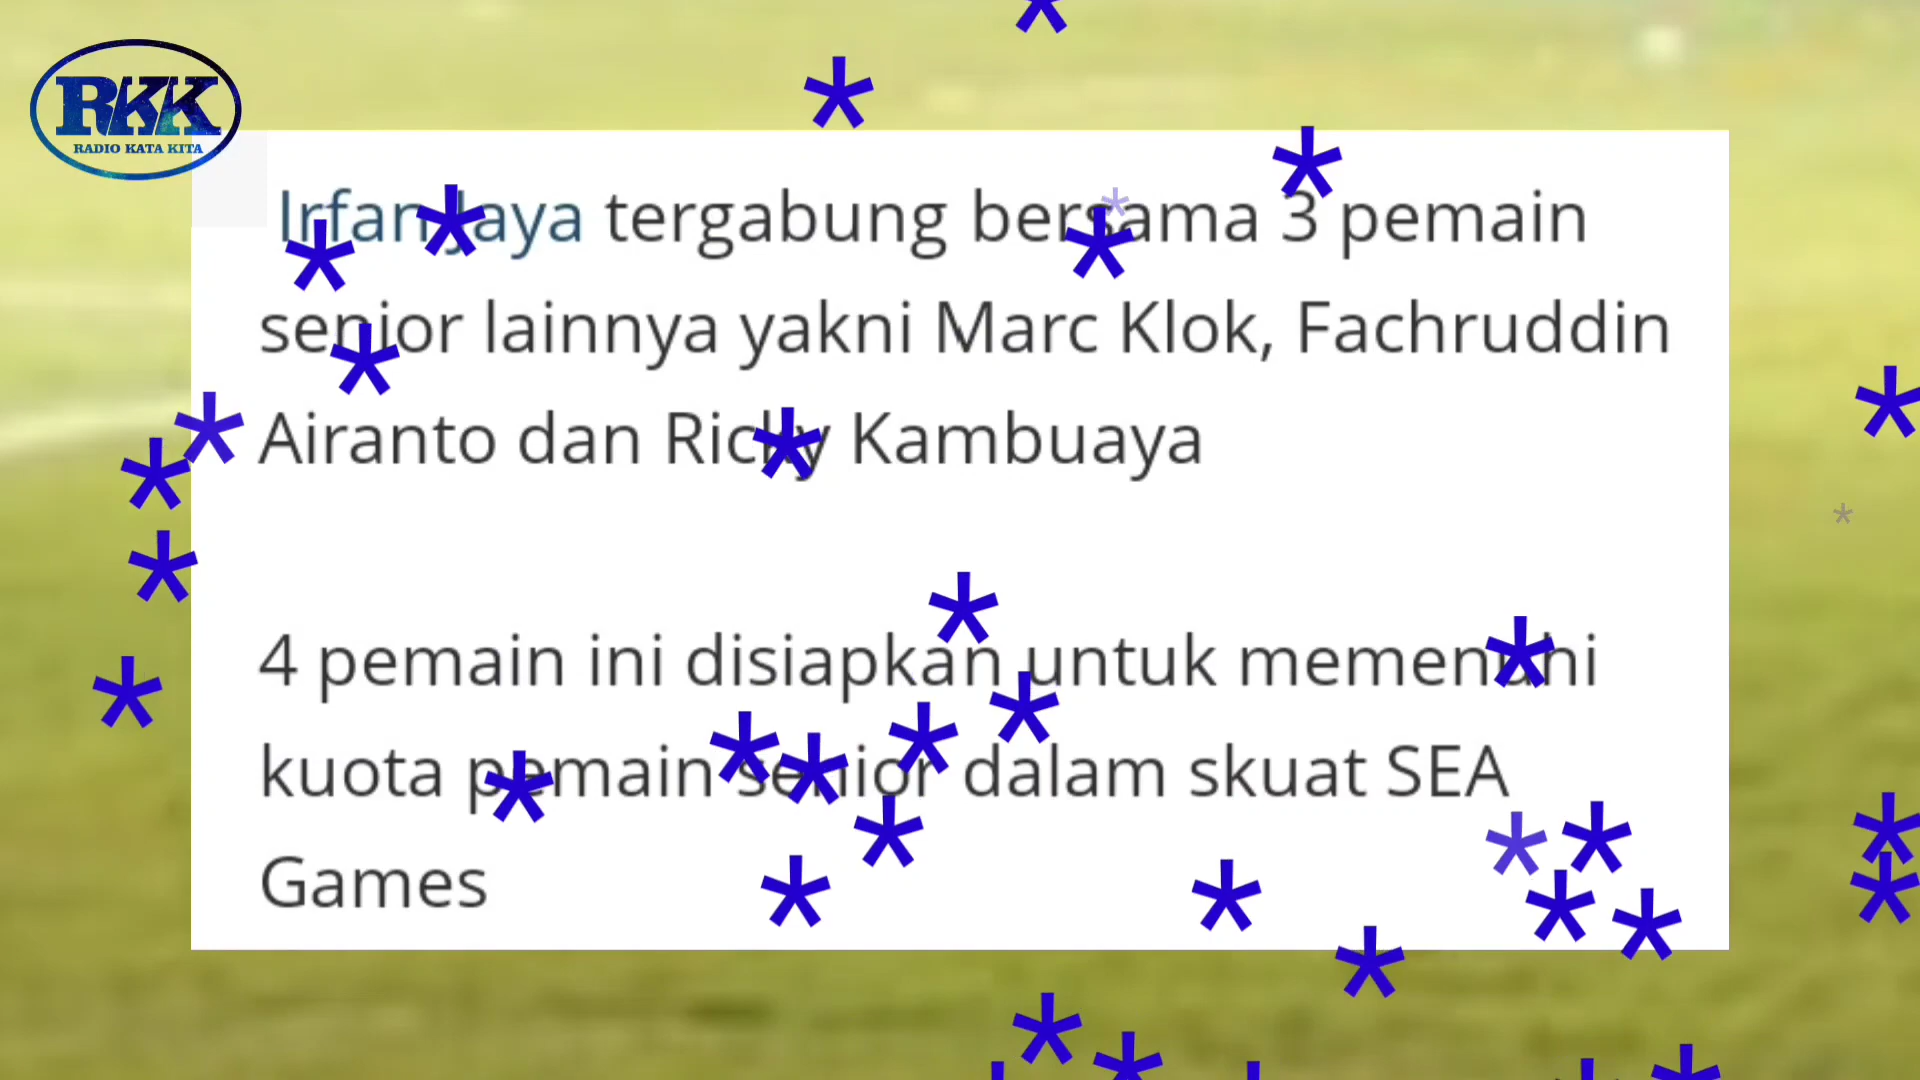 RKK
RADIO KATA KITA
Irfan Jaya tergabung bersama 3 pemain
senior lainnya yakni Marc Klok, Fachruddin
Airanto dan Ricky Kambuaya
4 pemain ini disiapkan untuk memenuhi
kuota pemain senior dalam skuat SEA
Games